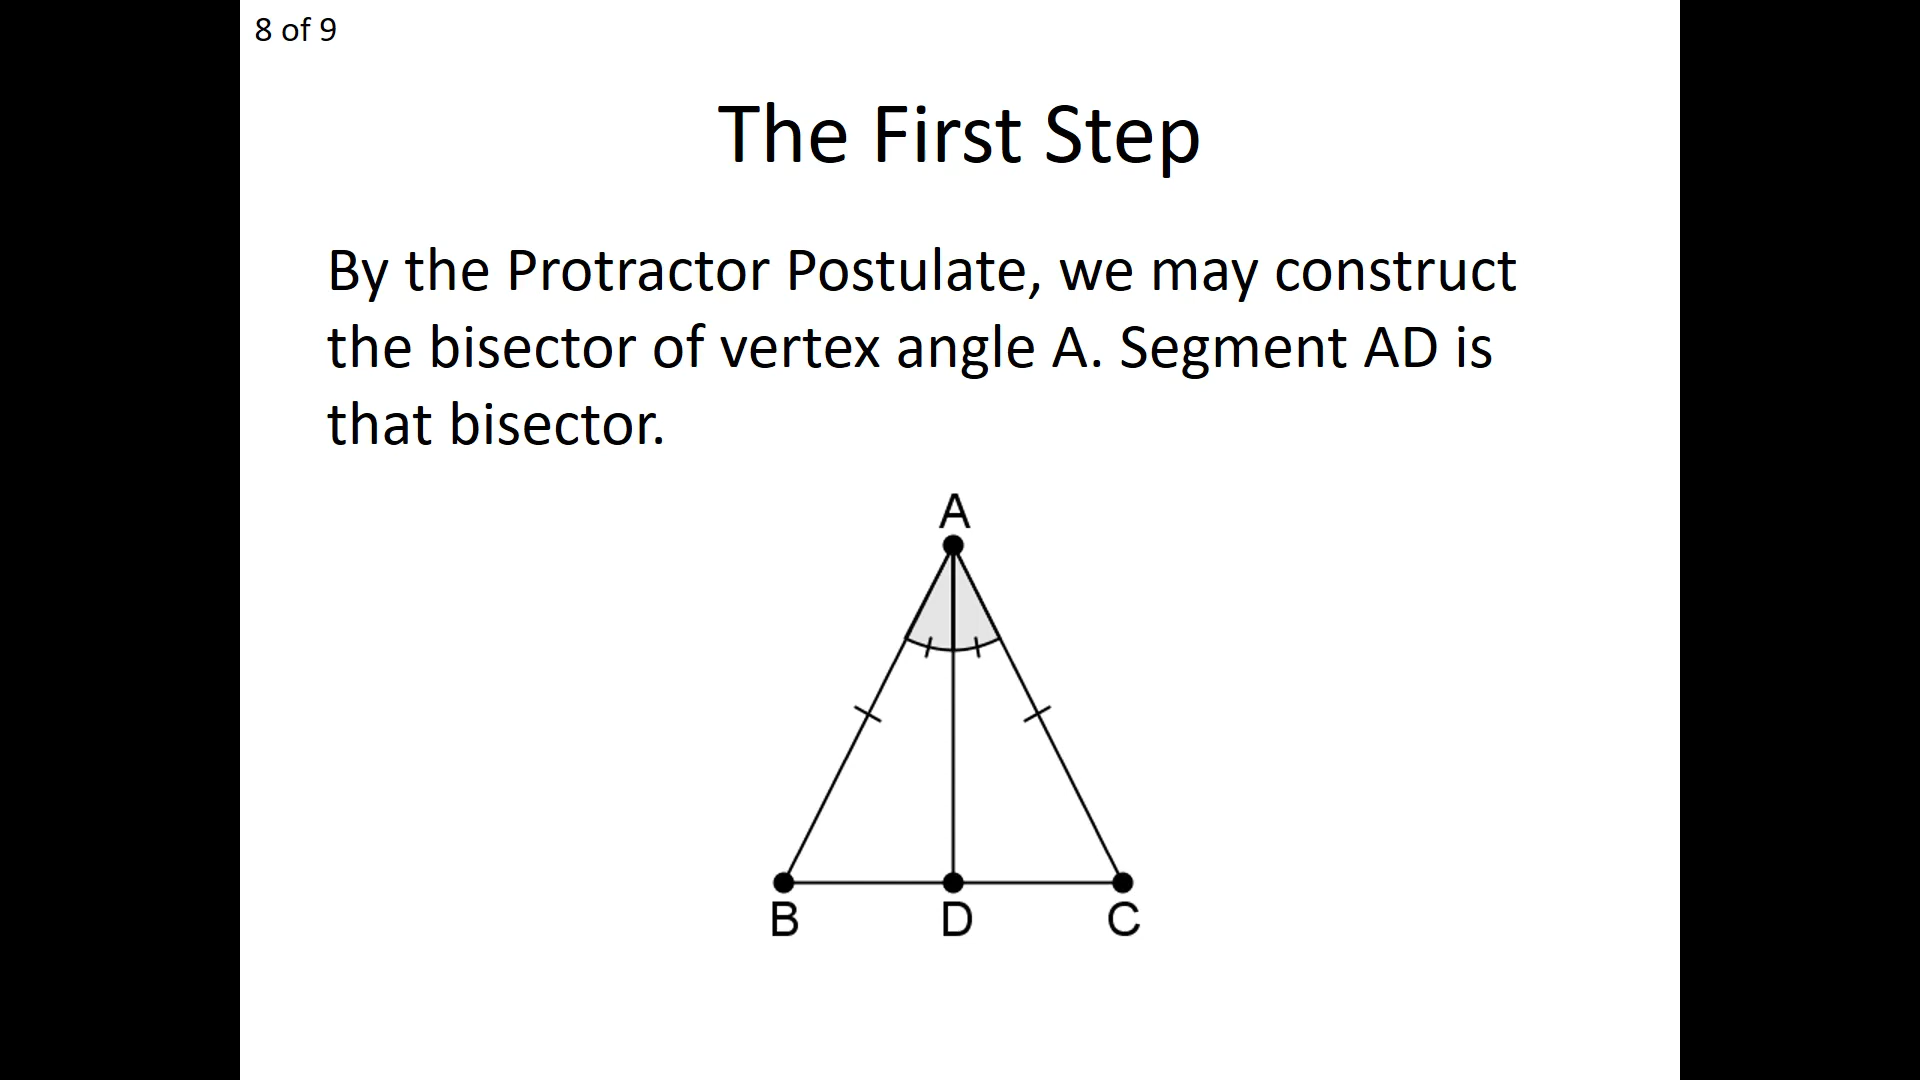 8 of 9
The First Step
By the Protractor Postulate, we may construct
the bisector of vertex angle A. Segment AD is
that bisector.
A
B D C